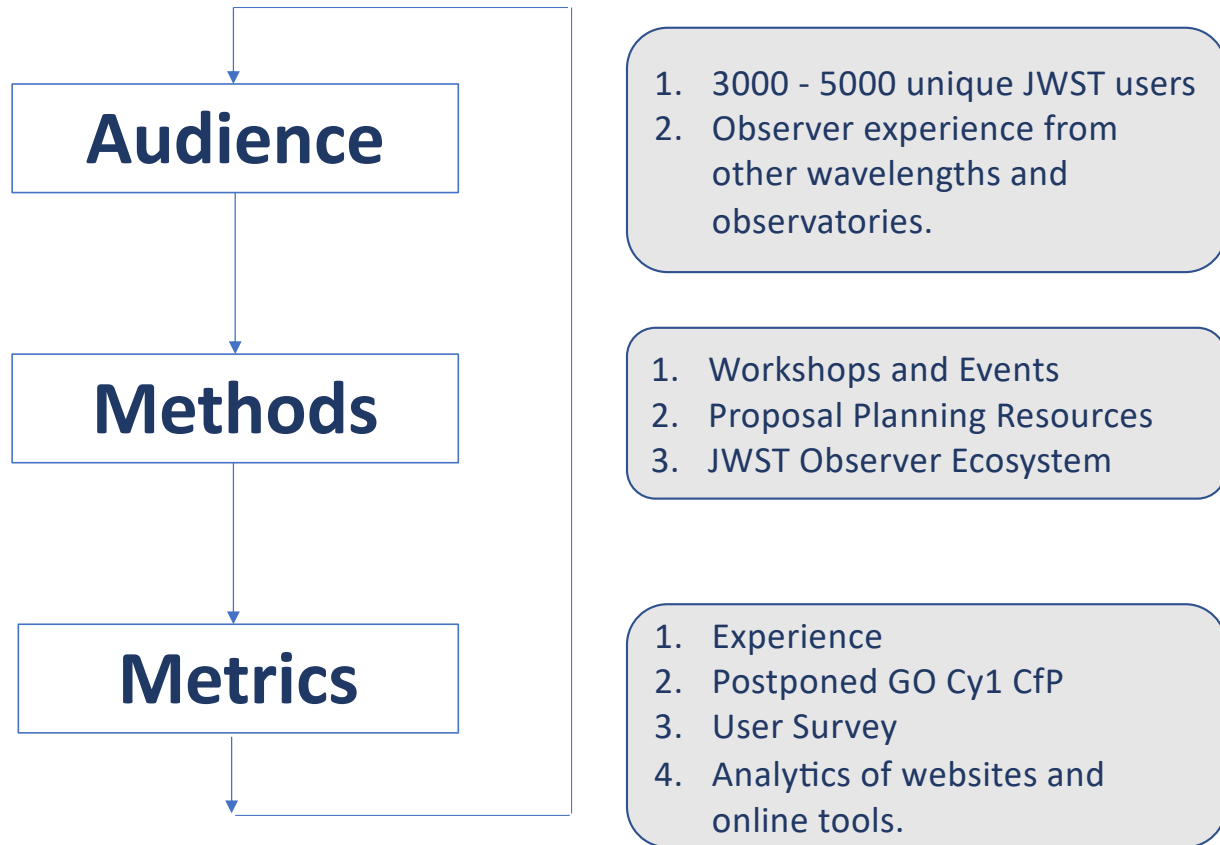 Audience
1. 3000 - 5000 unique JWST users
2. Observer experience from
other wavelengths and
observatories.
Methods
1. Workshops and Events
2. Proposal Planning Resources
3. JWST Observer Ecosystem
Metrics
1. Experience
2. Postponed GO Cy1 CfP
3. User Survey
4. Analytics of websites and
online tools.